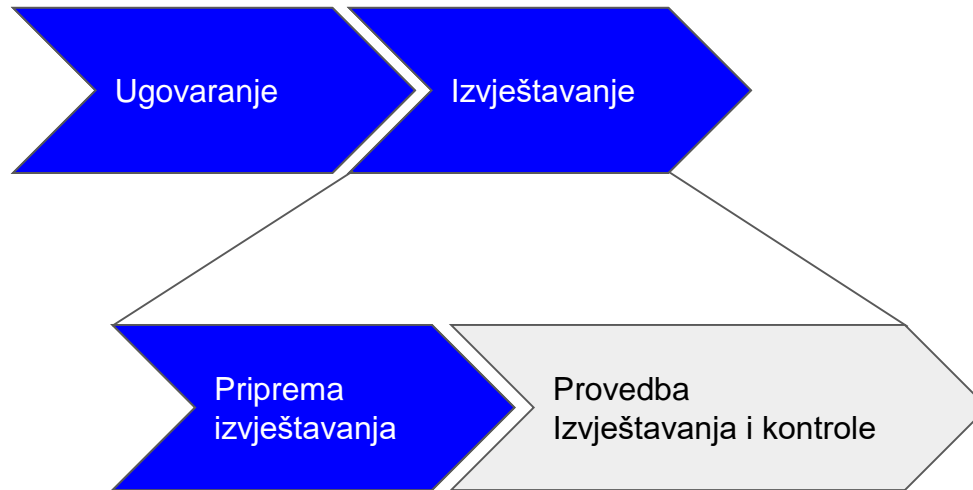 Ugovaranje
Izvještavanje
Priprema
izvještavanja
Provedba
Izvještavanja i kontrole